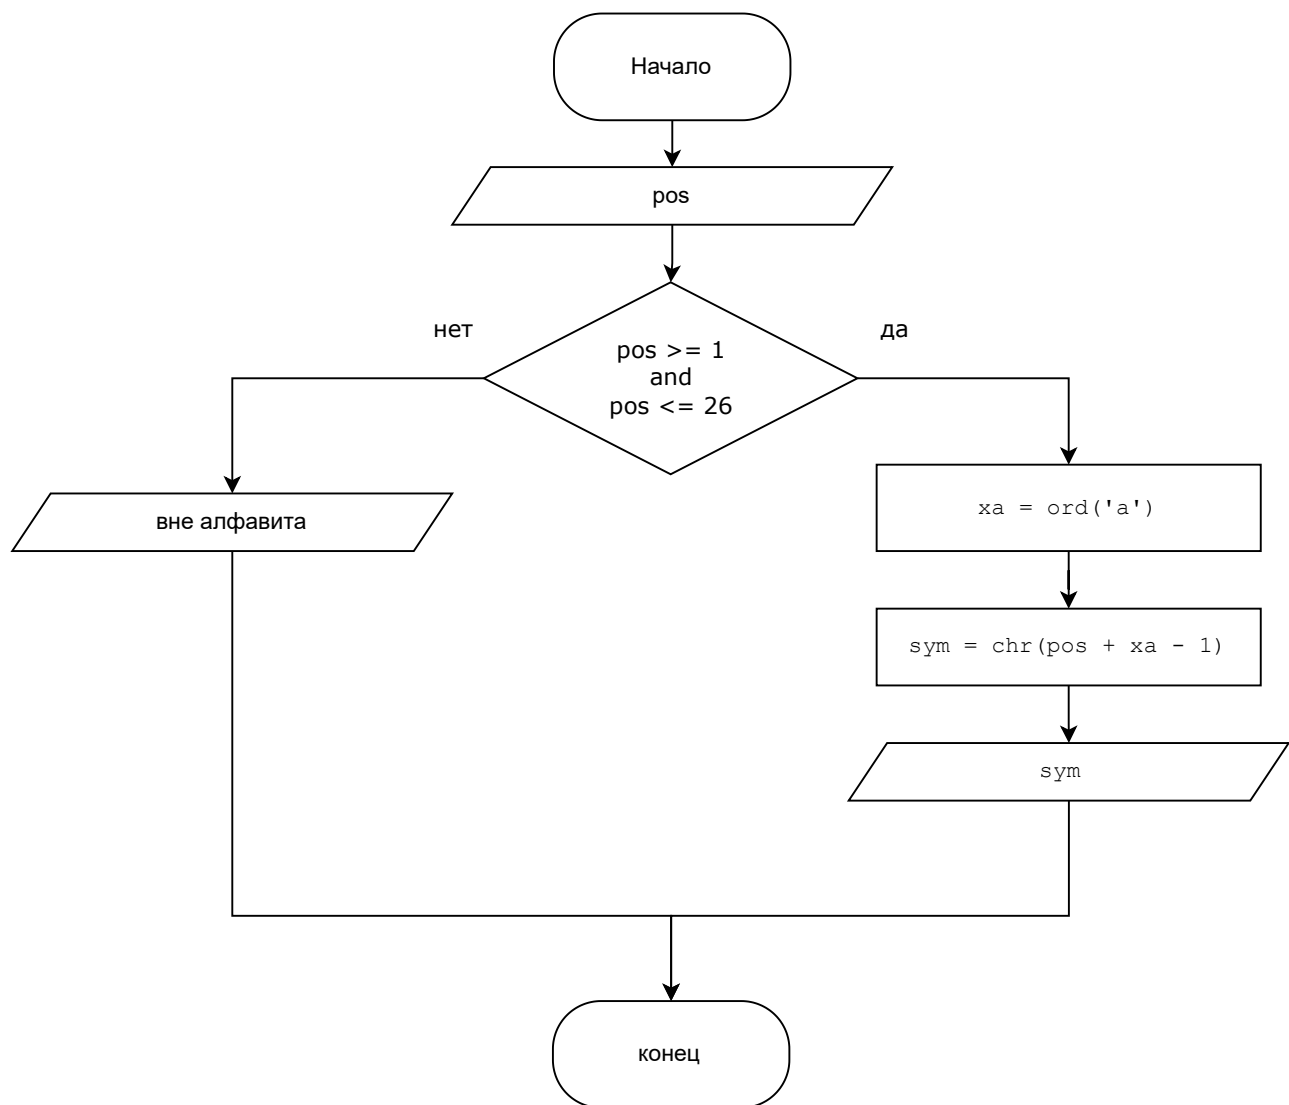 Начало
pos
нет
да
pos >= 1
and
pos <= 26
xa = ord('a')
вне алфавита
sym = chr(pos + xa - 1)
sym
конец